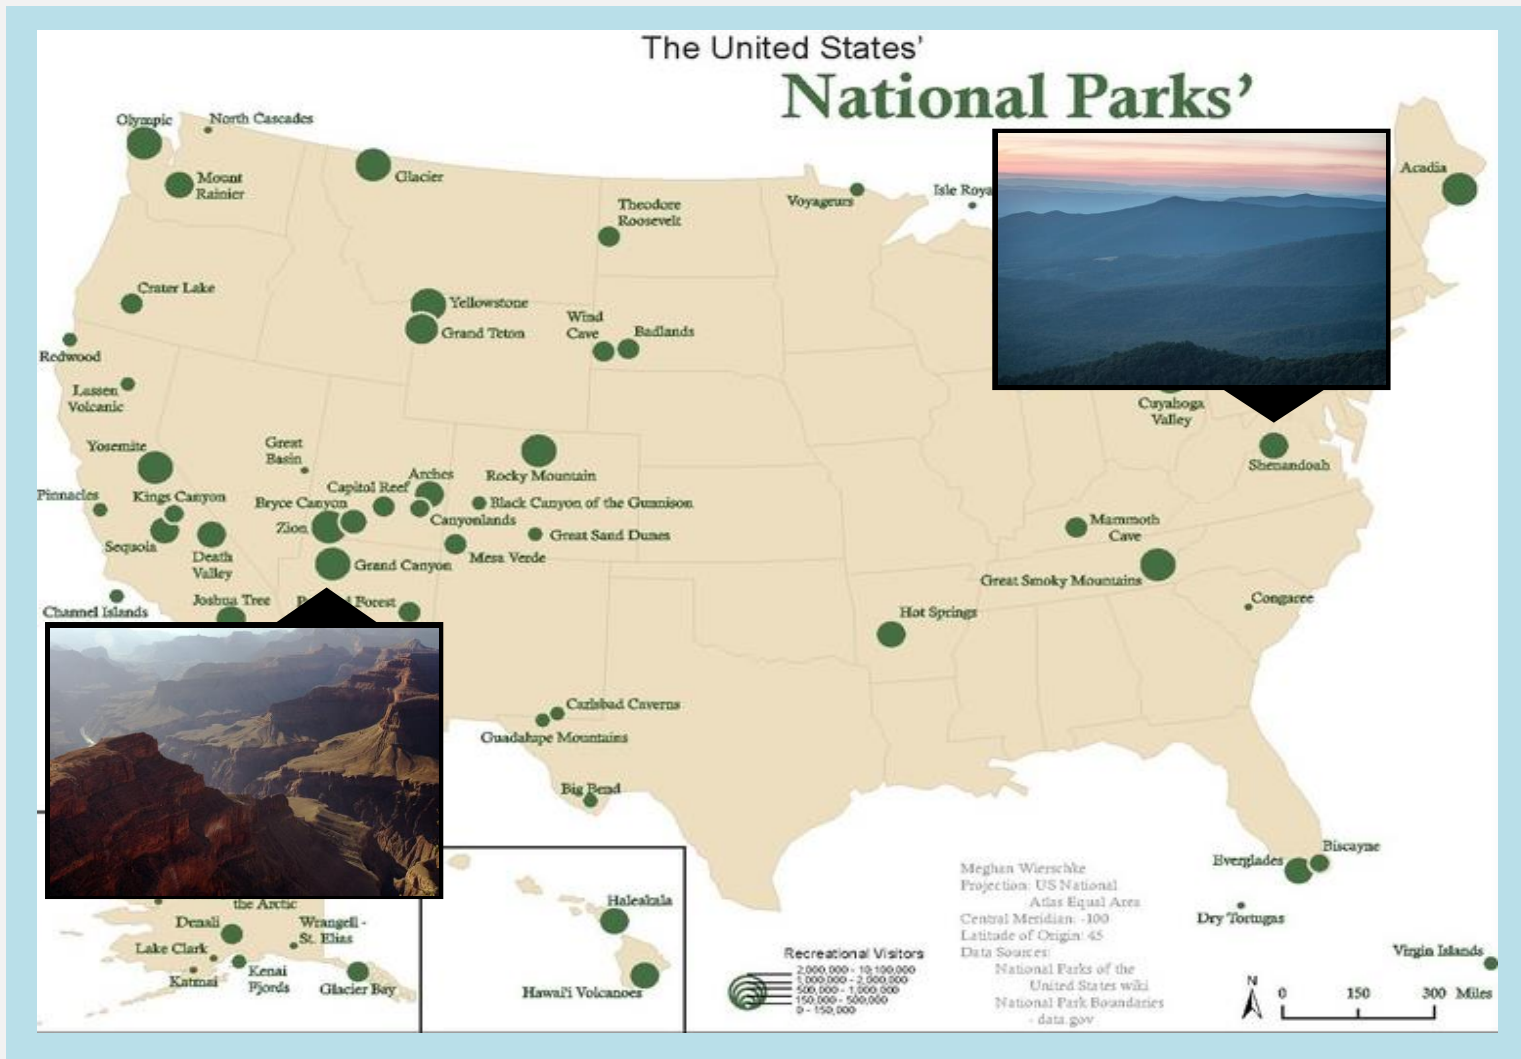 The United States'
National Parks'
Olympic
North Cascades
Mount
Rainier
Glacier
Theodore
Roosevelt
Voyageurs
Isle Roya
Acadia
Crater Lake
Yellowstone
Grand Teton
Wind
Cave
Badlands
Redwood
Lassen
Volcanic
Cuyahoga
Valley
Shenandoah
Yosemite
Great
Basin
Rocky Mountain
Arches
Capitol Reef
Pinnacles
Kings Canyon
Bryce Canyon
Black Canyon of the Gunnison
Zion
Canyonlands
Great Sand Dunes
Mammoth
Cave
Sequoia
Death
Valley
Grand Canyon
Mesa Verde
Great Smoky Mountains
Channel Islands
Joshua Tree
Forest
Hot Springs
Congaree
Carlsbad Caverns
Guadalupe Mountains
Big Bend
Everglades
Biscayne
Dry Tortugas
Virgin Islands
the Arctic
Denali
Wrangell -
St. Elias
Lake Clark
Katmai
Kenai
Fjords
Glacier Bay
Haleakala
Hawai'i Volcanoes
Recreational Visitors
2,000,000 - 10,100,000
1,000,000 - 2,000,000
500,000 - 1,000,000
150,000 - 500,000
0 - 150,000
Meghan Wierschke
Projection: US National
Atlas Equal Area
Central Meridian: -100
Latitude of Origin: 45
Data Sources:
National Parks of the
United States wiki
National Park Boundaries
- data.gov
N
0 150 300 Miles